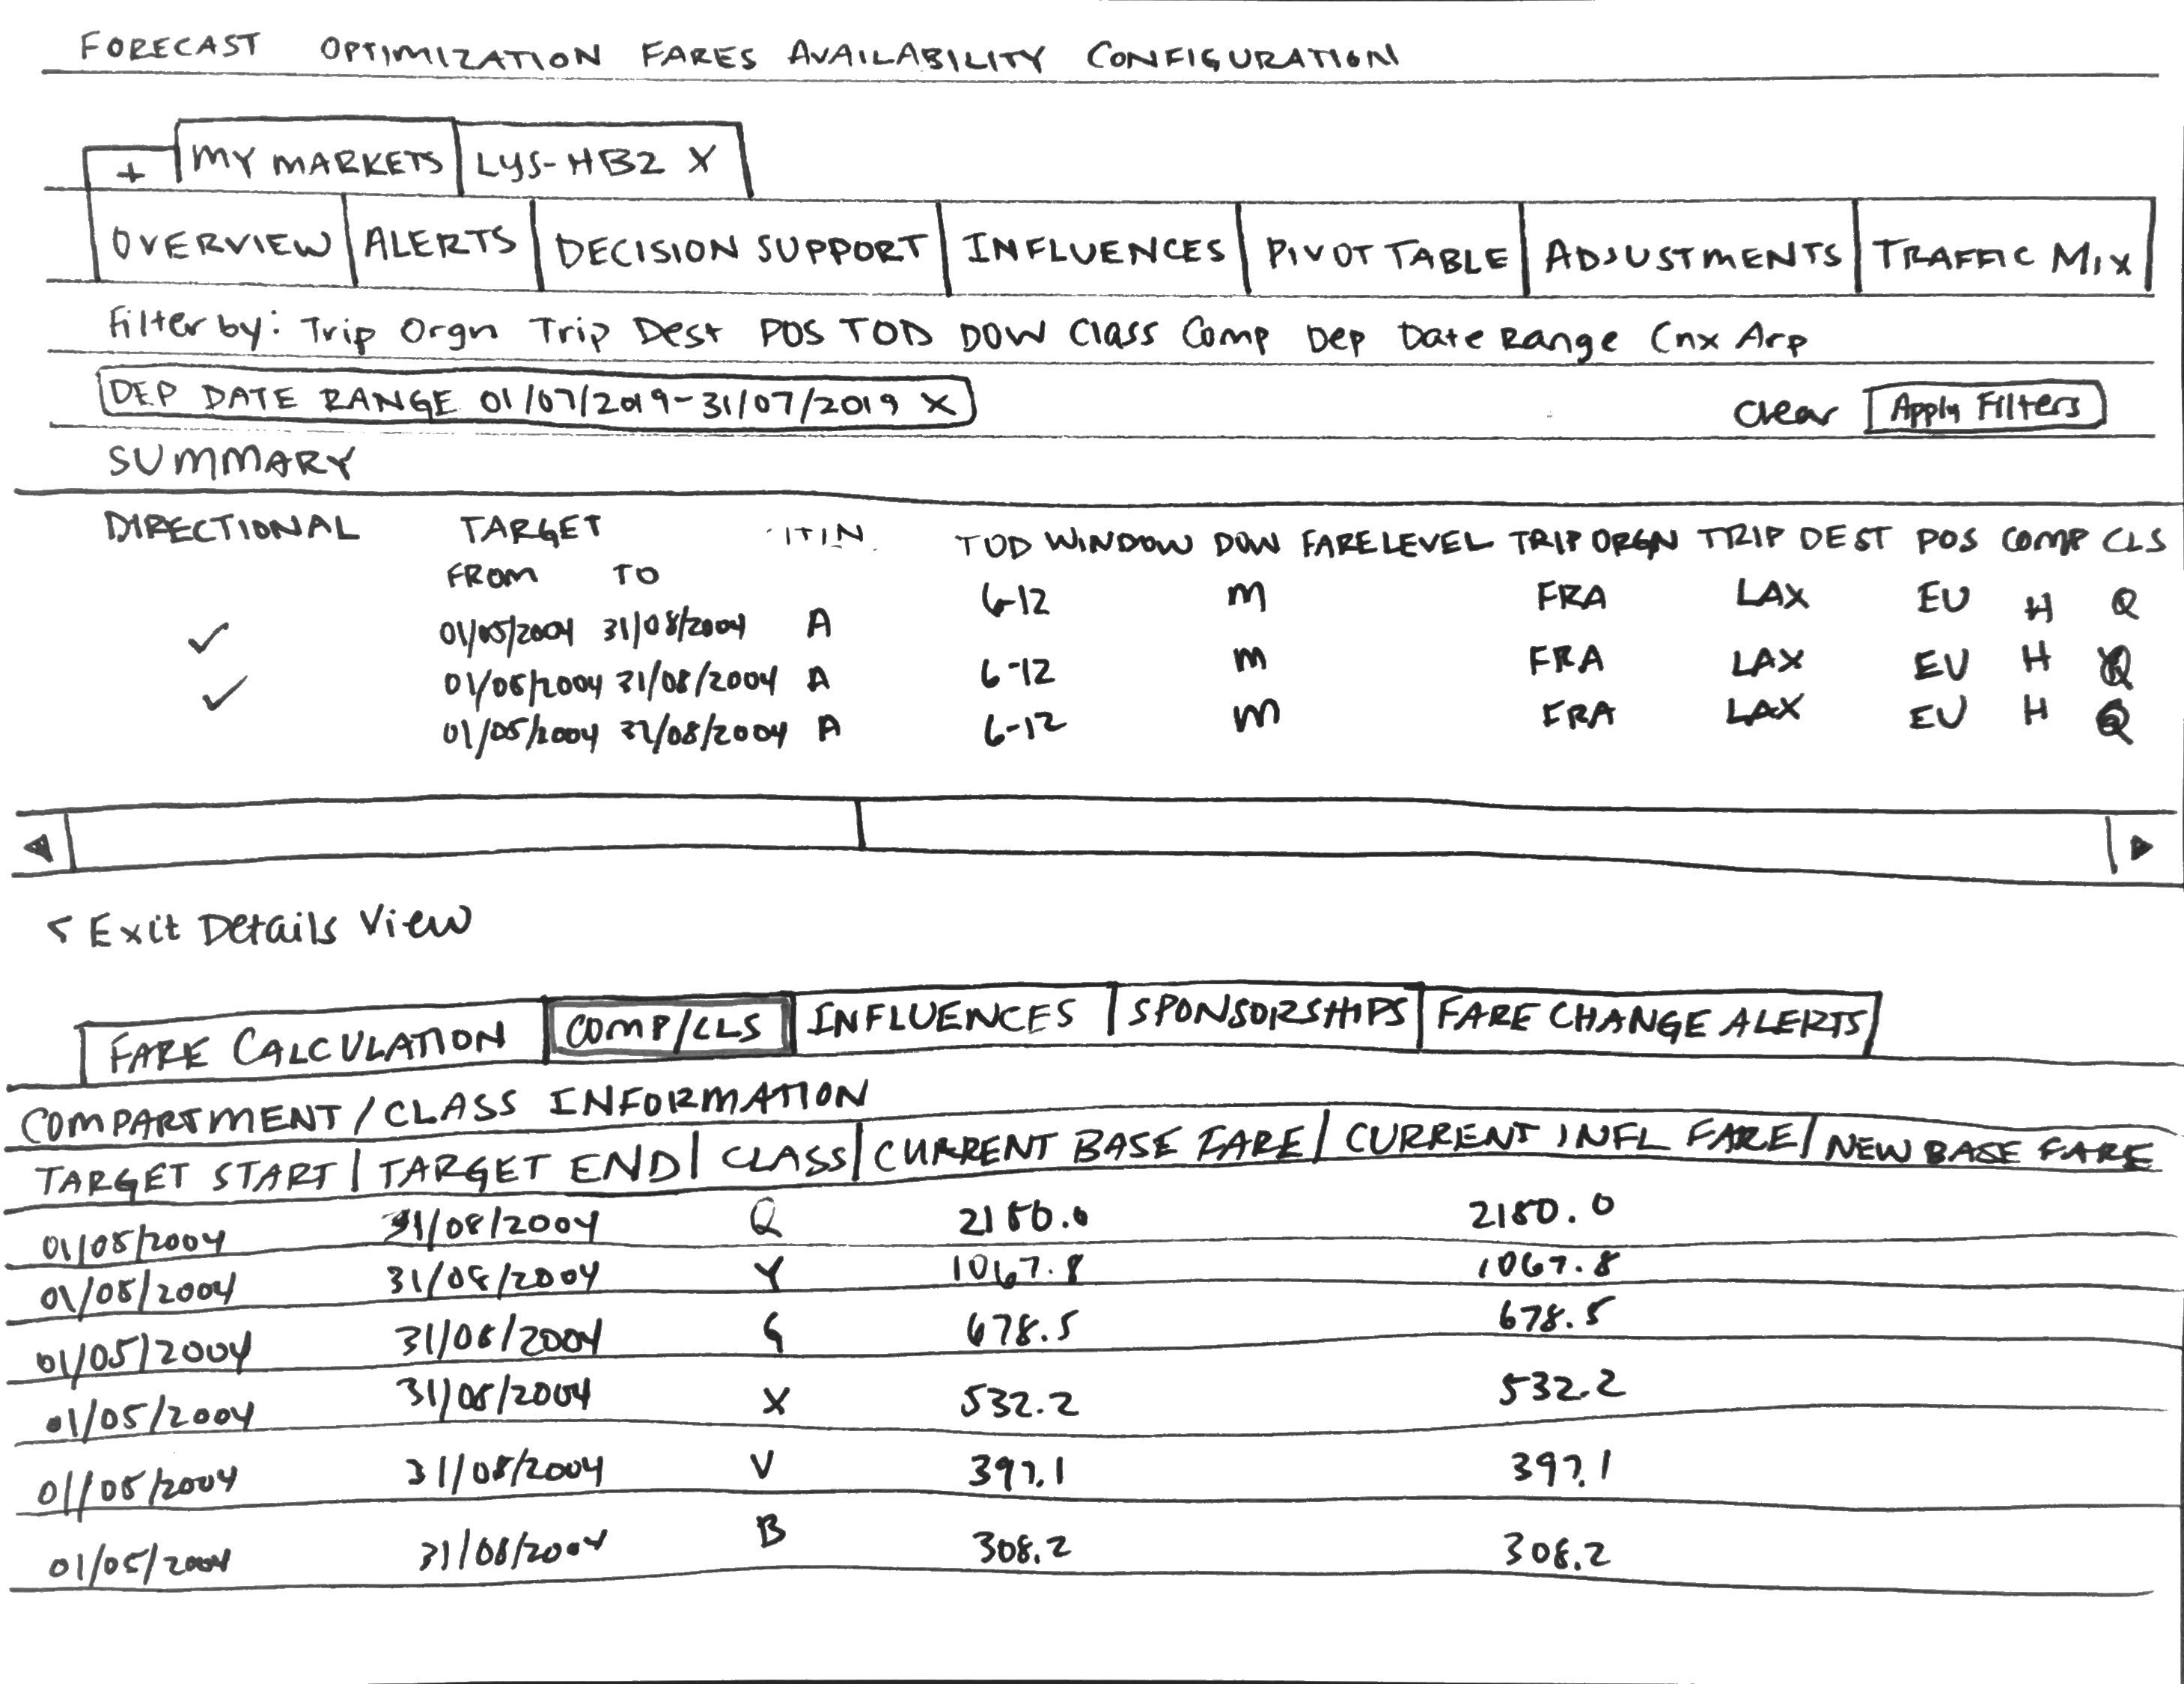 FORECAST OPTIMIZATION FARES AVAILABILITY CONFIGURATION
+ MY MARKETS LYS-HB2 X
OVERVIEW ALERTS DECISION SUPPORT INFLUENCES PIVOT TABLE ADJUSTMENTS TRAFFIC MIX
Filter by: Trip Orgn Trip Dest POS TOD DOW Class Comp Dep Date Range Cnx Arp
DEP DATE RANGE 01/07/2019-31/07/2019 X Clear Apply Filters
SUMMARY
DIRECTIONAL TARGET ITIN. TOD WINDOW DOW FARE LEVEL TRIP ORGN TRIP DEST POS COMP CLS
FROM TO
✓ 01/05/2004 31/08/2004 A 6-12 M FRA LAX EU H Q
✓ 01/05/2004 31/08/2004 A 6-12 M FRA LAX EU H Q
01/05/2004 31/08/2004 A 6-12 M FRA LAX EU H Q
< Exit Details View
FARE CALCULATION COMP/CLS INFLUENCES SPONSORSHIPS FARE CHANGE ALERTS
COMPARTMENT/CLASS INFORMATION
TARGET START | TARGET END | CLASS | CURRENT BASE FARE | CURRENT INFL FARE | NEW BASE FARE
01/05/2004 31/08/2004 Q 2180.0 2180.0
01/05/2004 31/08/2004 Y 1067.8 1067.8
01/05/2004 31/08/2004 G 678.5 678.5
01/05/2004 31/08/2004 X 532.2 532.2
01/05/2004 31/08/2004 V 397.1 397.1
01/05/2004 31/08/2004 B 308.2 308.2